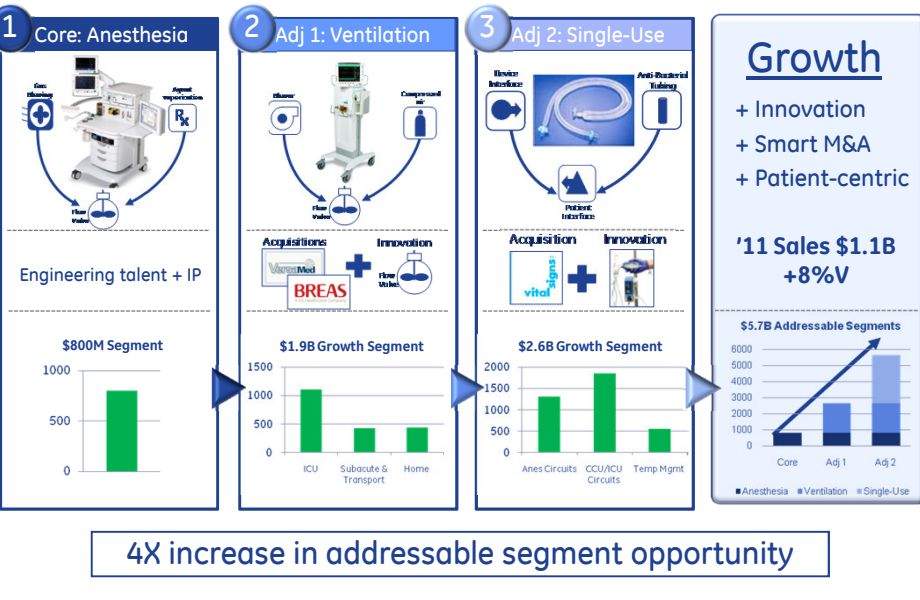 1
Core: Anesthesia
Gas
Sharing
Agent
vaporization
Rx
Flow
Valve
Engineering talent + IP
$800M Segment
1000
500
0
2
Adj 1: Ventilation
Blower
Compressed
air
Flow
Valve
Acquisitions
Innovation
VersaMed
BREAS
Flow
Valve
$1.9B Growth Segment
1500
1000
500
0
ICU
Subacute &
Transport
Home
3
Adj 2: Single-Use
Device
Interface
Anti-Bacterial
Tubing
Patient
Interface
Acquisition
Innovation
vital signs
$2.6B Growth Segment
2000
1500
1000
500
0
Anes Circuits
CCU/ICU
Circuits
Temp Mgmt
Growth
+ Innovation
+ Smart M&A
+ Patient-centric
'11 Sales $1.1B
+8%V
$5.7B Addressable Segments
6000
5000
4000
3000
2000
1000
0
Core
Adj 1
Adj 2
Anesthesia
Ventilation
Single-Use
4X increase in addressable segment opportunity